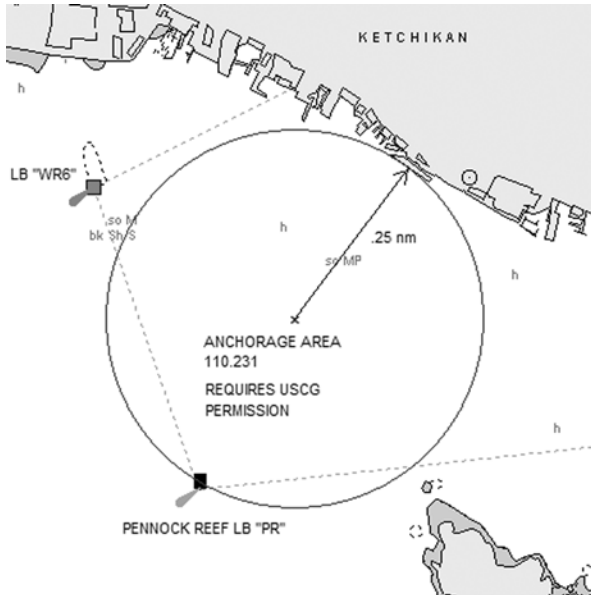 KETCHIKAN
h
LB "WR6"
so M
bk Sh S
h
.25 nm
so MP
h
ANCHORAGE AREA
110.231
REQUIRES USCG
PERMISSION
h
PENNOCK REEF LB "PR"